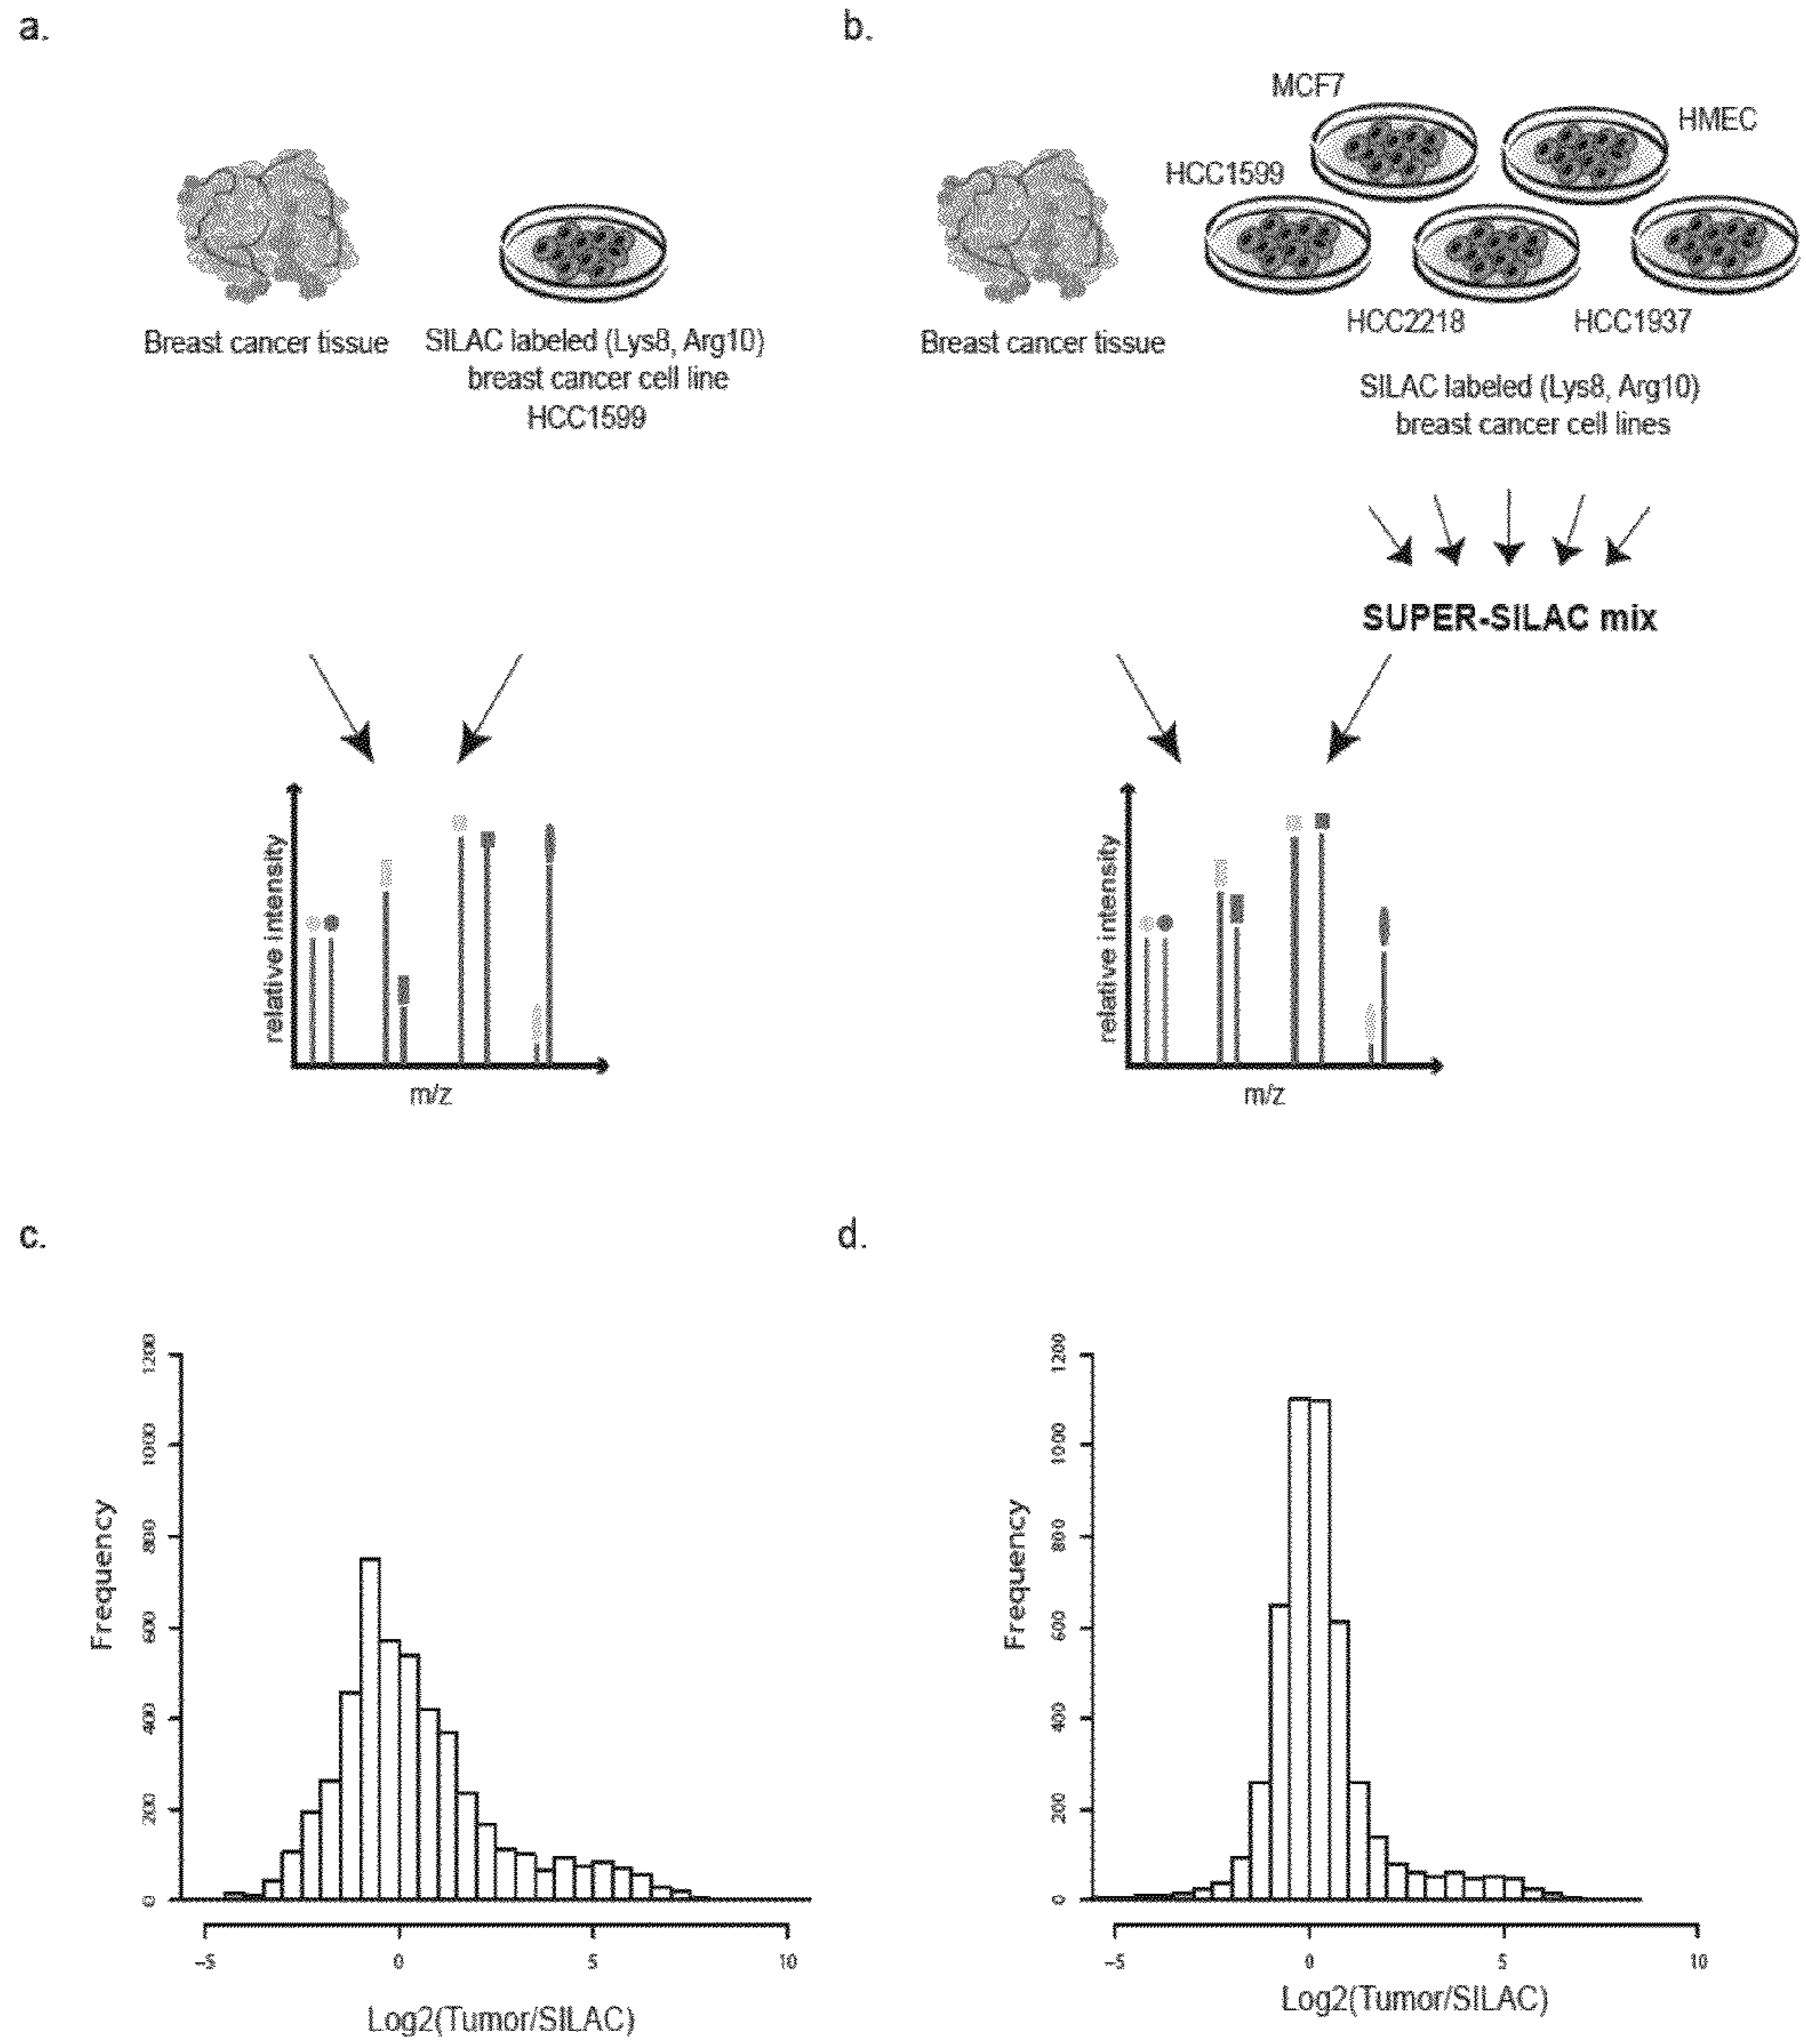 a.
b.
MCF7
HMEC
HCC1599
Breast cancer tissue
SILAC labeled (Lys8, Arg10)
breast cancer cell line
HCC1599
Breast cancer tissue
HCC2218
HCC1937
SILAC labeled (Lys8, Arg10)
breast cancer cell lines
SUPER-SILAC mix
relative intensity
m/z
relative intensity
m/z
c.
d.
Frequency
1200
1000
800
600
400
200
0
-5
0
5
10
Log2(Tumor/SILAC)
Frequency
1200
1000
800
600
400
200
0
-5
0
5
10
Log2(Tumor/SILAC)